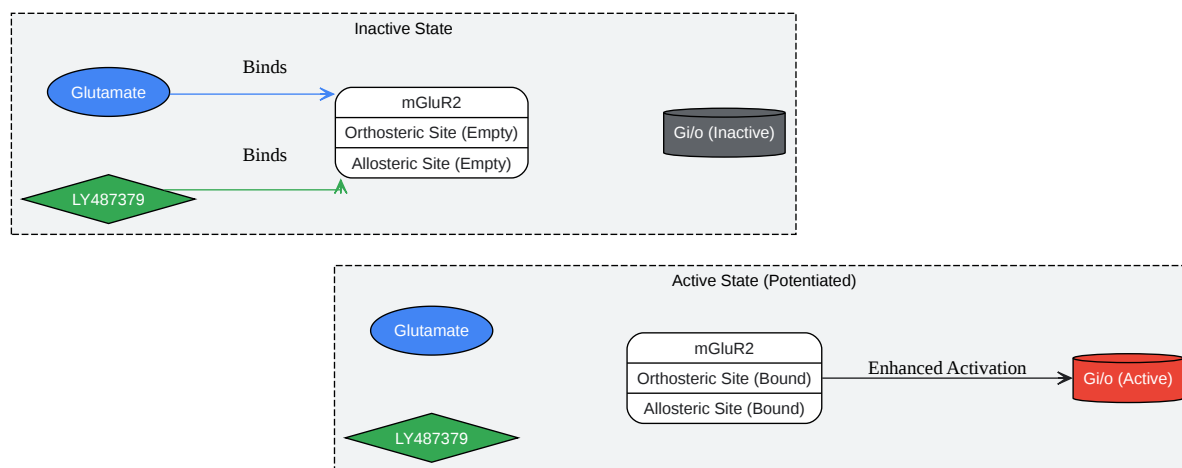 Inactive State
Binds
Glutamate
mGluR2
Orthosteric Site (Empty)
Gi/o (Inactive)
Binds
Allosteric Site (Empty)
LY487379
Active State (Potentiated)
Glutamate
mGluR2
Enhanced Activation
Orthosteric Site (Bound)
Gi/o (Active)
Allosteric Site (Bound)
LY487379